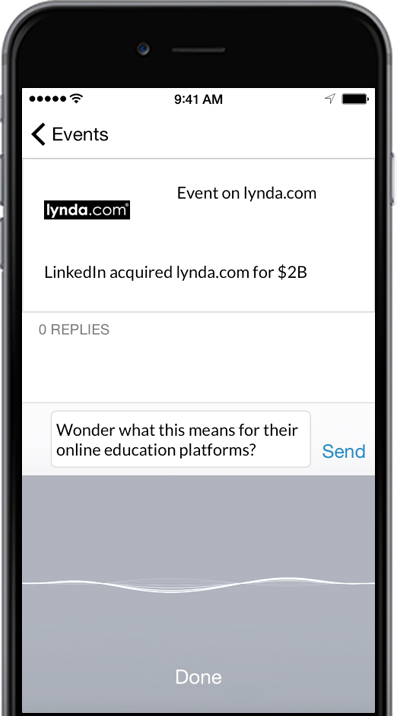 9:41 AM
Events
Event on lynda.com
lynda.com®
LinkedIn acquired lynda.com for $2B
0 REPLIES
Wonder what this means for their
online education platforms?
Send
Done